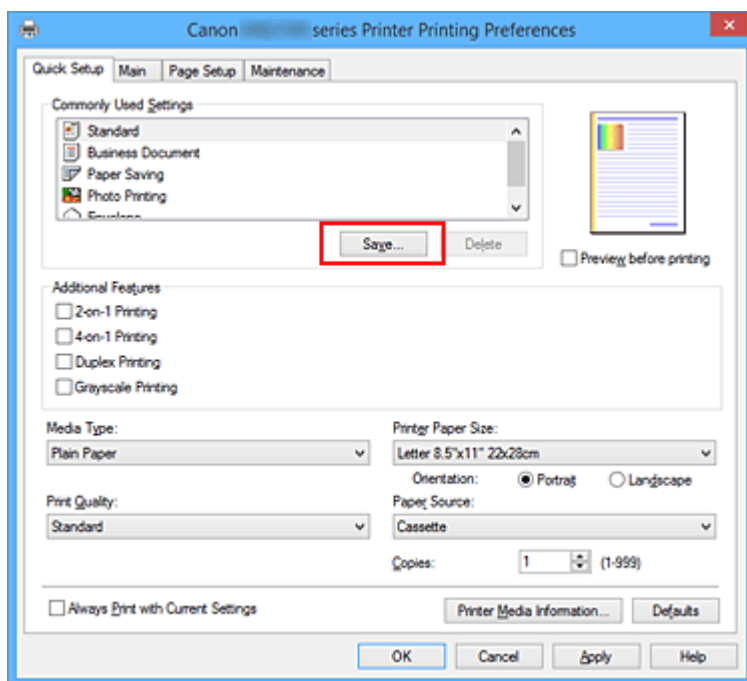 Canon series Printer Printing Preferences
Quick Setup Main Page Setup Maintenance
Commonly Used Settings
Standard
Business Document
Paper Saving
Photo Printing
Envelope
Save... Delete
Preview before printing
Additional Features
2-on-1 Printing
4-on-1 Printing
Duplex Printing
Grayscale Printing
Media Type: Printer Paper Size:
Plain Paper Letter 8.5"x11" 22x28cm
Orientation: Portrait Landscape
Print Quality: Paper Source:
Standard Cassette
Copies: 1 (1-999)
Always Print with Current Settings Printer Media Information... Defaults
OK Cancel Apply Help